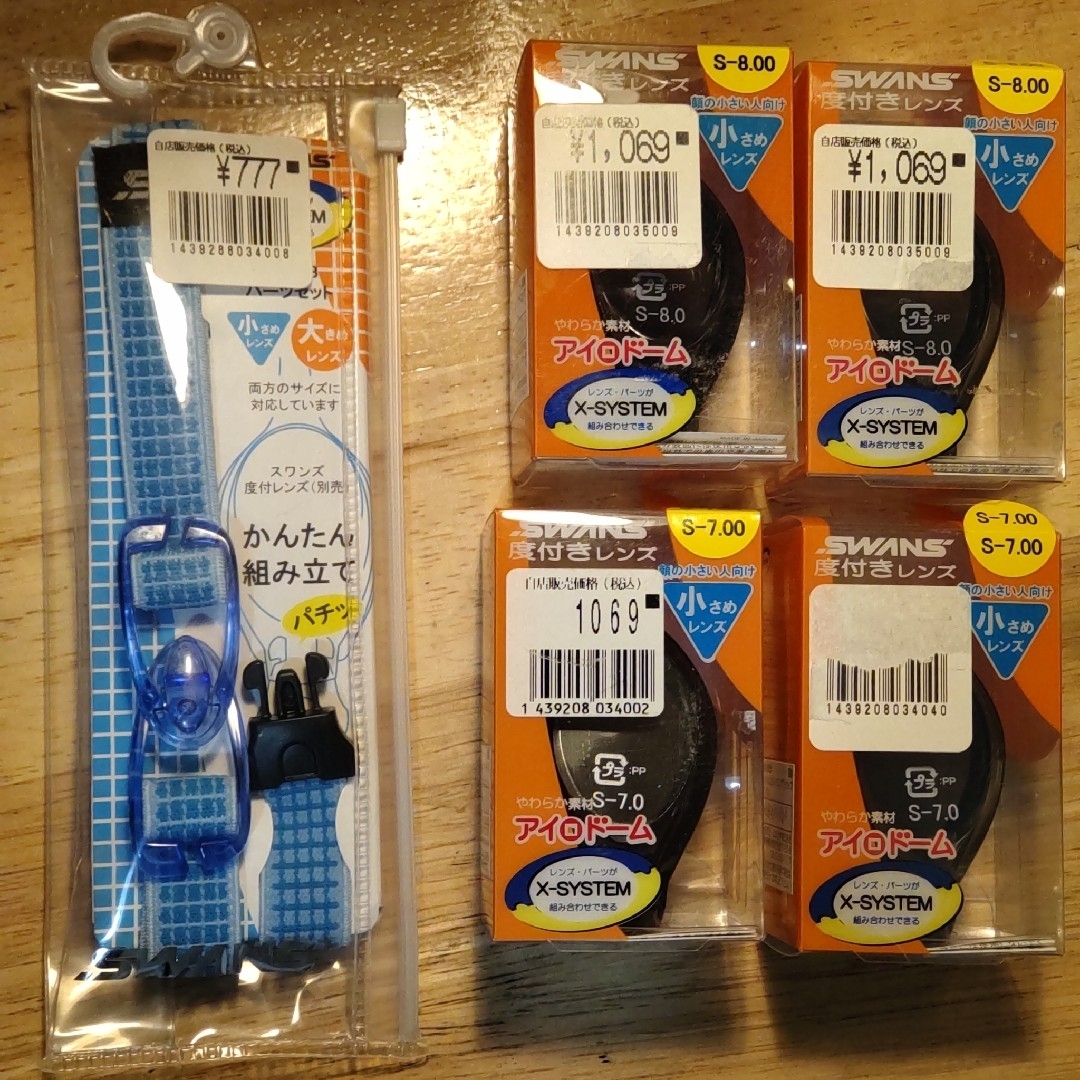 自店販売価格(税込)
¥777
1439288034008
パーツセット
小さめ
レンズ
大きめ
レンズ
両方のサイズに
対応しています
スワンズ
度付レンズ(別売)
かんたん
組み立て
パチッ
SWANS
SWANS
S-8.00
顔の小さい人向け
自店販売価格(税込)
¥1,069
1439208035009
小さめ
レンズ
プラ :PP
S-8.0
やわらか素材
アイロドーム
レンズ・パーツが
X-SYSTEM
組み合わせできる
SWANS
度付きレンズ
S-8.00
顔の小さい人向け
自店販売価格(税込)
¥1,069
1439208035009
小さめ
レンズ
プラ :PP
S-8.0
やわらか素材
アイロドーム
レンズ・パーツが
X-SYSTEM
組み合わせできる
SWANS
度付きレンズ
S-7.00
顔の小さい人向け
自店販売価格(税込)
1069
1 439208 034002
小さめ
レンズ
プラ :PP
S-7.0
やわらか素材
アイロドーム
レンズ・パーツが
X-SYSTEM
組み合わせできる
SWANS
度付きレンズ
S-7.00
S-7.00
顔の小さい人向け
小さめ
レンズ
1439208034040
プラ :PP
S-7.0
やわらか素材
アイロドーム
レンズ・パーツが
X-SYSTEM
組み合わせできる